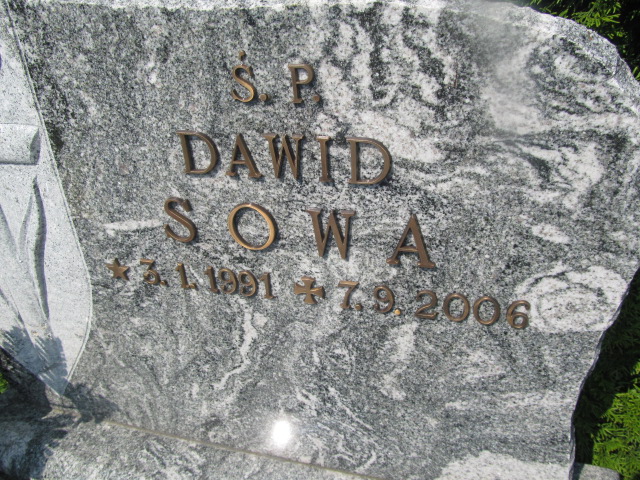 Ś. P.
DAWID
SOWA
★ 3. 1. 1991 ✠ 7. 9. 2006